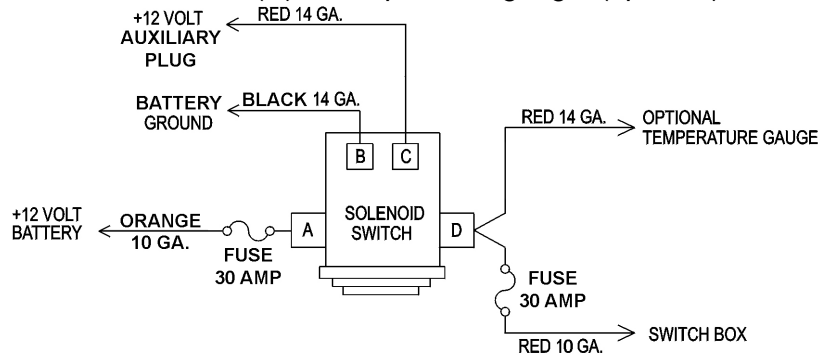 +12 VOLT
AUXILIARY
PLUG
RED 14 GA.
BATTERY
GROUND
BLACK 14 GA.
B
C
RED 14 GA.
OPTIONAL
TEMPERATURE GAUGE
+12 VOLT
BATTERY
ORANGE
10 GA.
FUSE
30 AMP
A
SOLENOID
SWITCH
D
FUSE
30 AMP
RED 10 GA.
SWITCH BOX